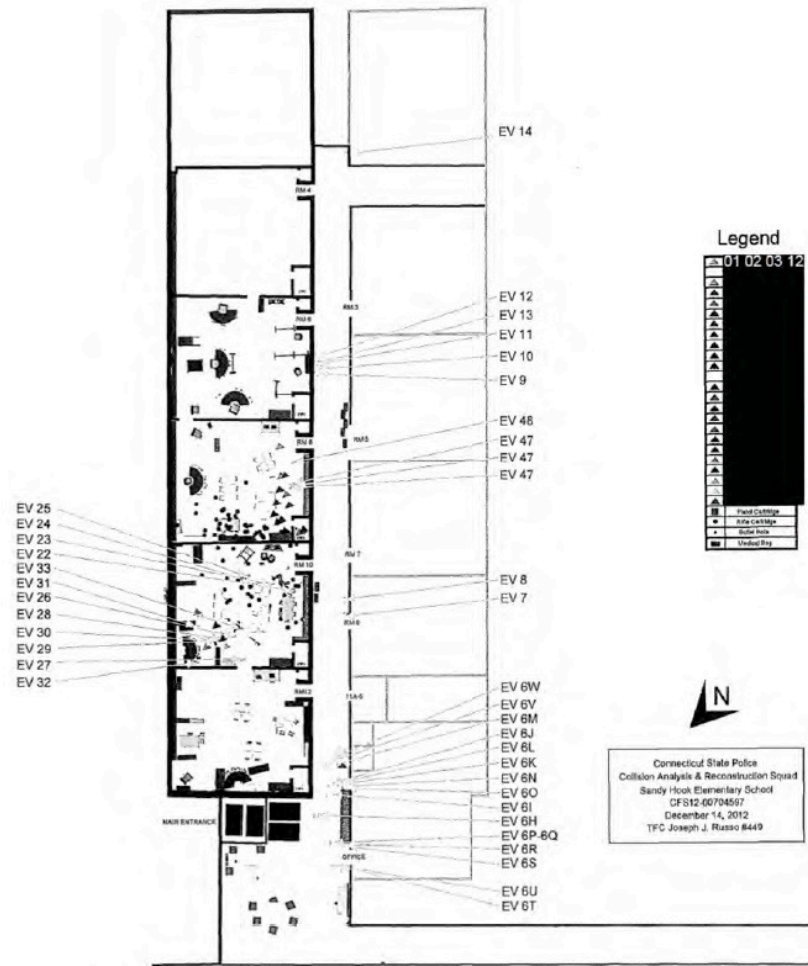 EV 14
RM 4
Legend
01 02 03 12
EV 12
EV 13
EV 11
EV 10
EV 9
RM 3
RM 6
EV 48
EV 47
EV 47
EV 47
RM 8
RM 5
EV 25
EV 24
EV 23
EV 22
EV 33
EV 31
EV 26
EV 28
EV 30
EV 29
EV 27
EV 32
RM 10
RM 7
Rifle Cartridge
Bullet Hole
Medical Bag
EV 8
EV 7
EV 6W
EV 6V
EV 6M
EV 6J
EV 6L
EV 6K
EV 6N
EV 6O
EV 6I
EV 6H
EV 6P-6Q
EV 6R
EV 6S
EV 6U
EV 6T
N
MAIN ENTRANCE
OFFICE
Connecticut State Police
Collision Analysis & Reconstruction Squad
Sandy Hook Elementary School
CFS12-00704597
December 14, 2012
TFC Joseph J. Russo #449